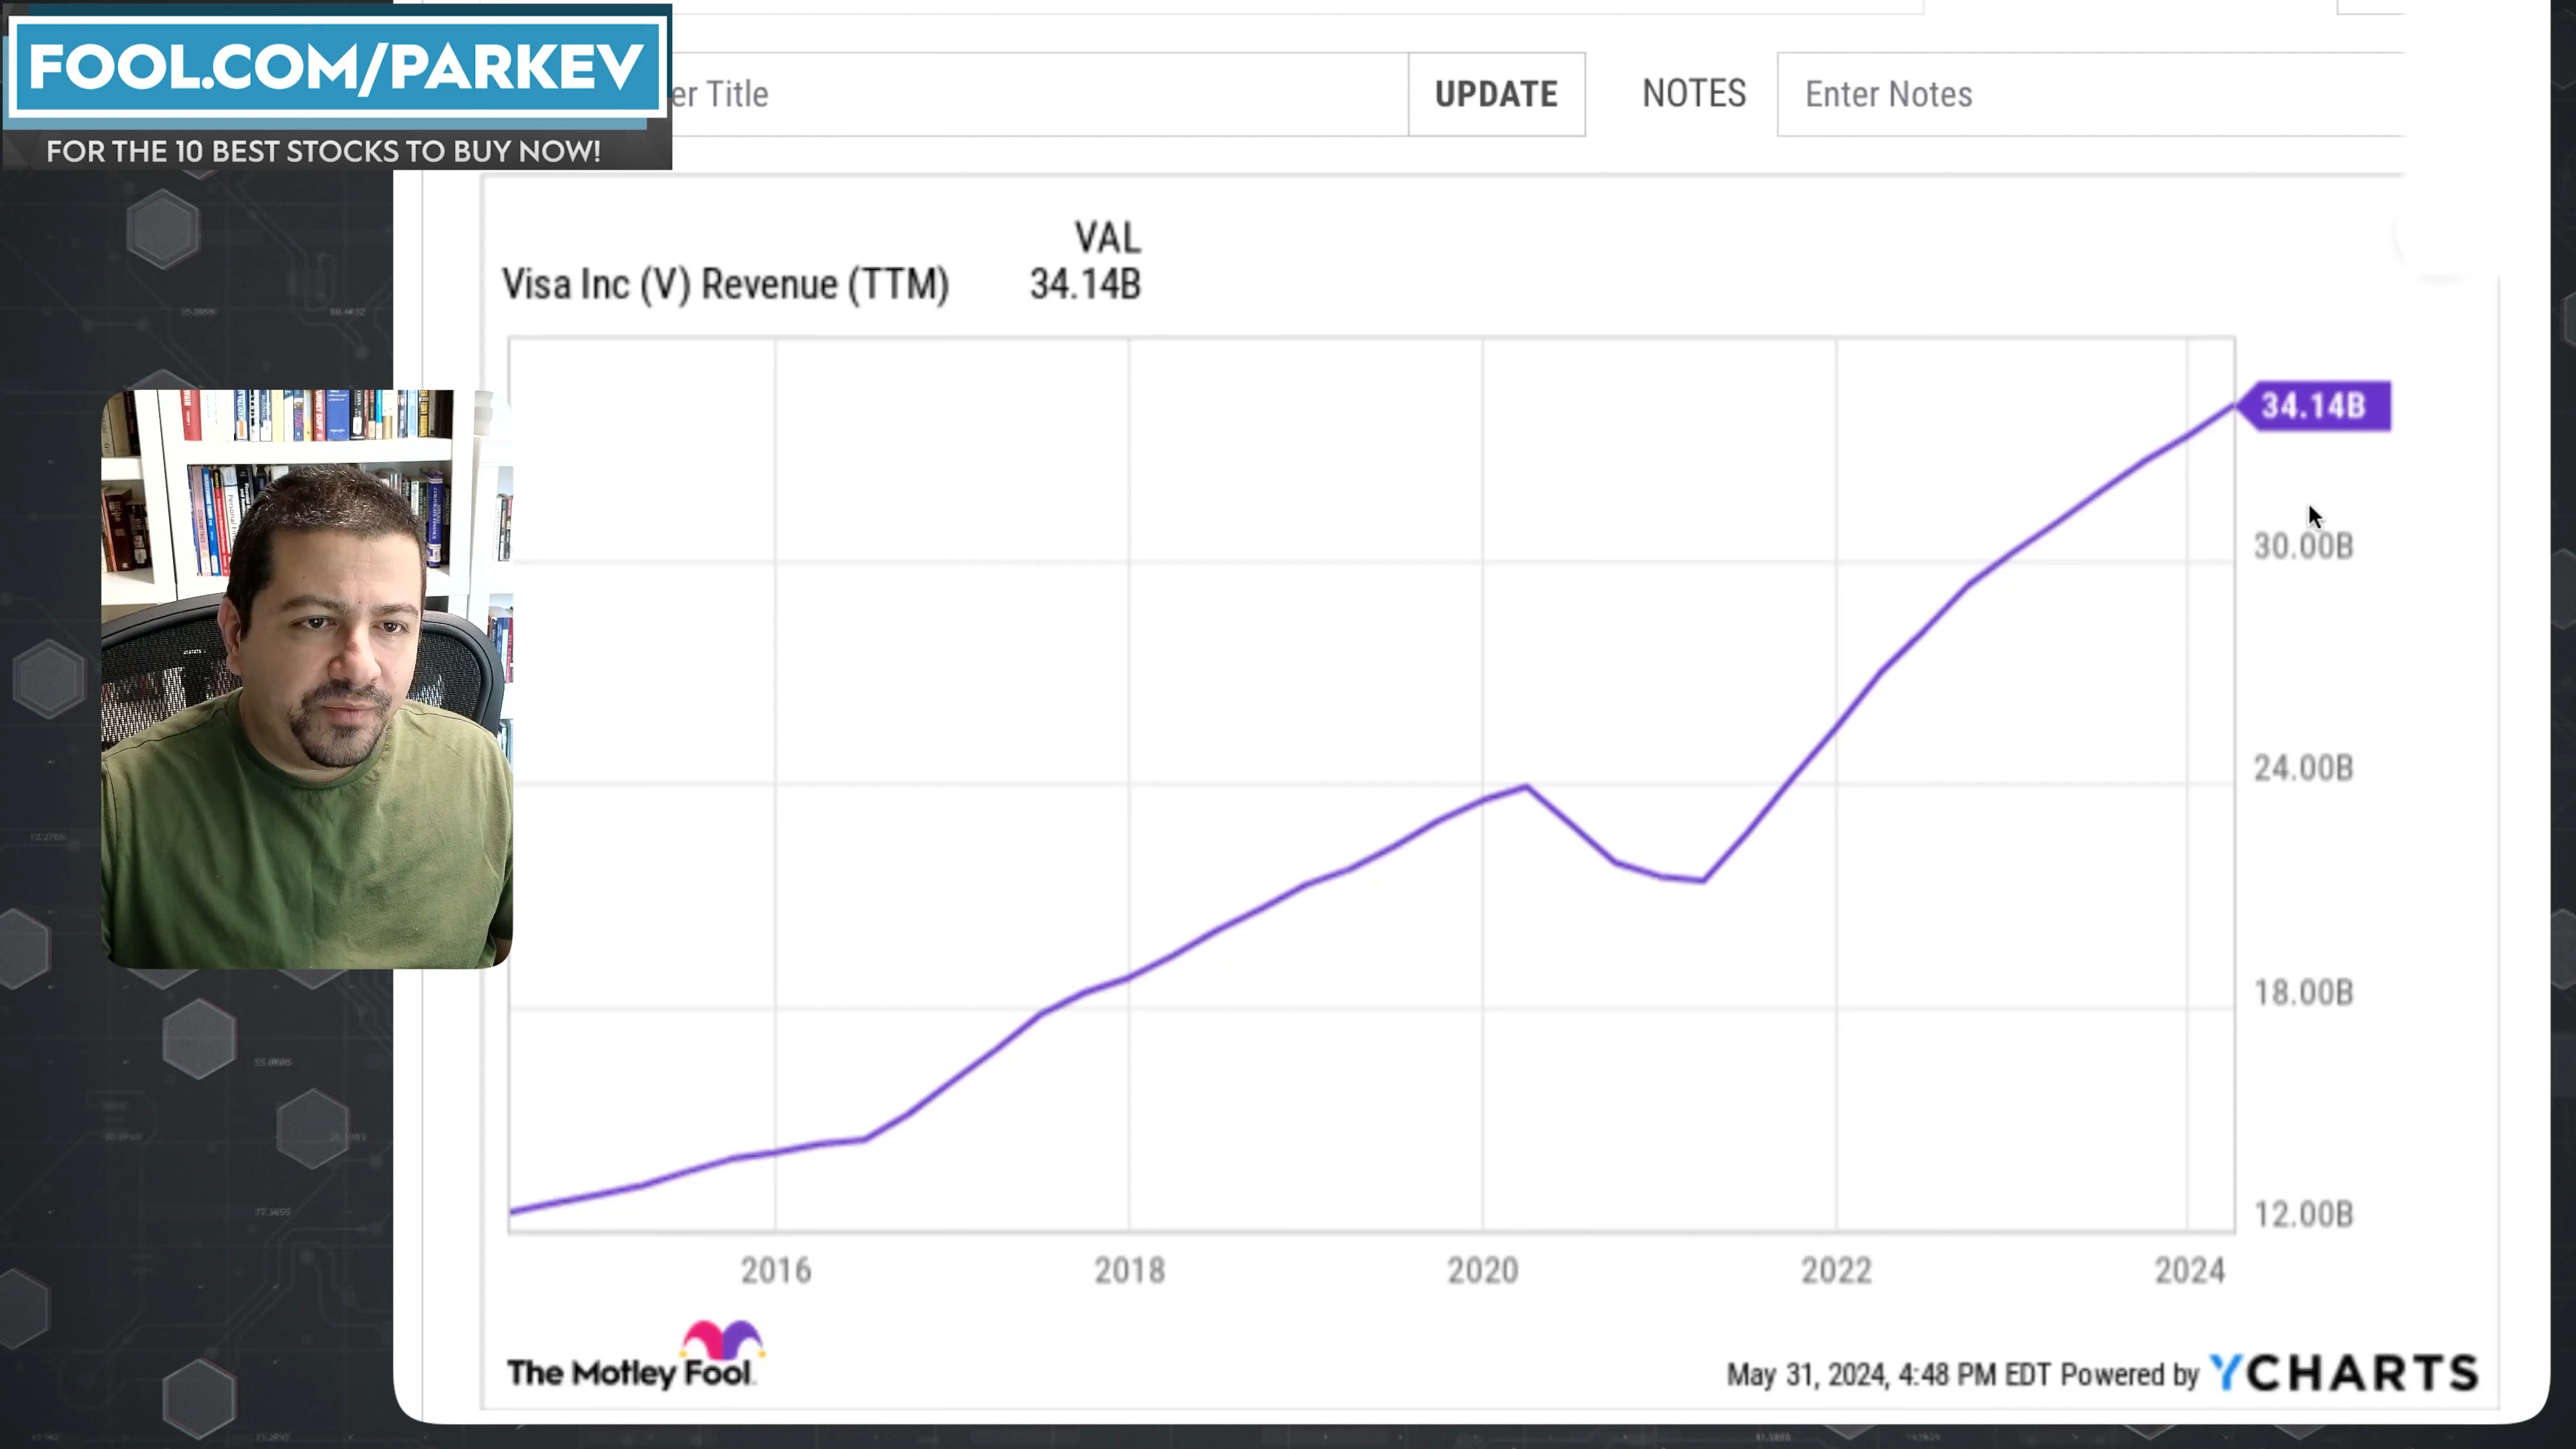 FOOL.COM/PARKEV
FOR THE 10 BEST STOCKS TO BUY NOW!
er Title
UPDATE
NOTES
Enter Notes
VAL
Visa Inc (V) Revenue (TTM) 34.14B
34.14B
30.00B
24.00B
18.00B
12.00B
2016 2018 2020 2022 2024
The Motley Fool.
May 31, 2024, 4:48 PM EDT Powered by YCHARTS